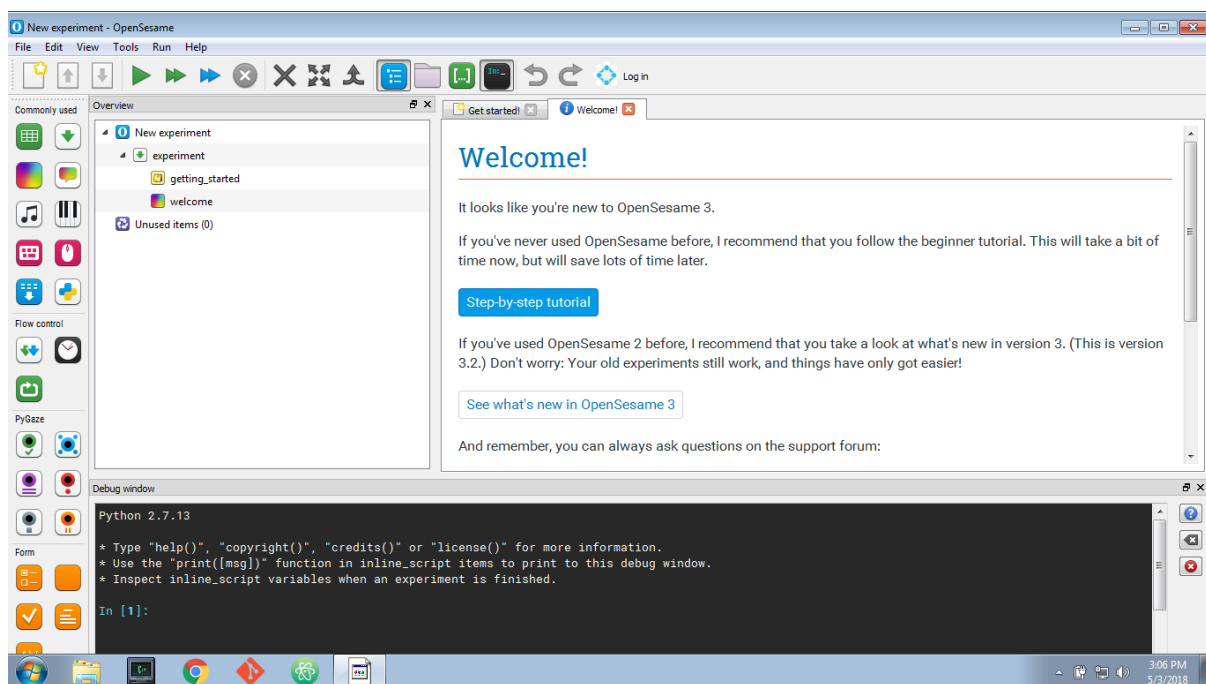 New experiment - OpenSesame
File Edit View Tools Run Help
In:_
Log in
Commonly used
Flow control
PyGaze
Form
Overview
New experiment
experiment
getting_started
welcome
Unused items (0)
Get started!
Welcome!
Welcome!
It looks like you're new to OpenSesame 3.
If you've never used OpenSesame before, I recommend that you follow the beginner tutorial. This will take a bit of
time now, but will save lots of time later.
Step-by-step tutorial
If you've used OpenSesame 2 before, I recommend that you take a look at what's new in version 3. (This is version
3.2.) Don't worry: Your old experiments still work, and things have only got easier!
See what's new in OpenSesame 3
And remember, you can always ask questions on the support forum:
Debug window
Python 2.7.13
* Type "help()", "copyright()", "credits()" or "license()" for more information.
* Use the "print([msg])" function in inline_script items to print to this debug window.
* Inspect inline_script variables when an experiment is finished.
In [1]:
3:06 PM
5/3/2018